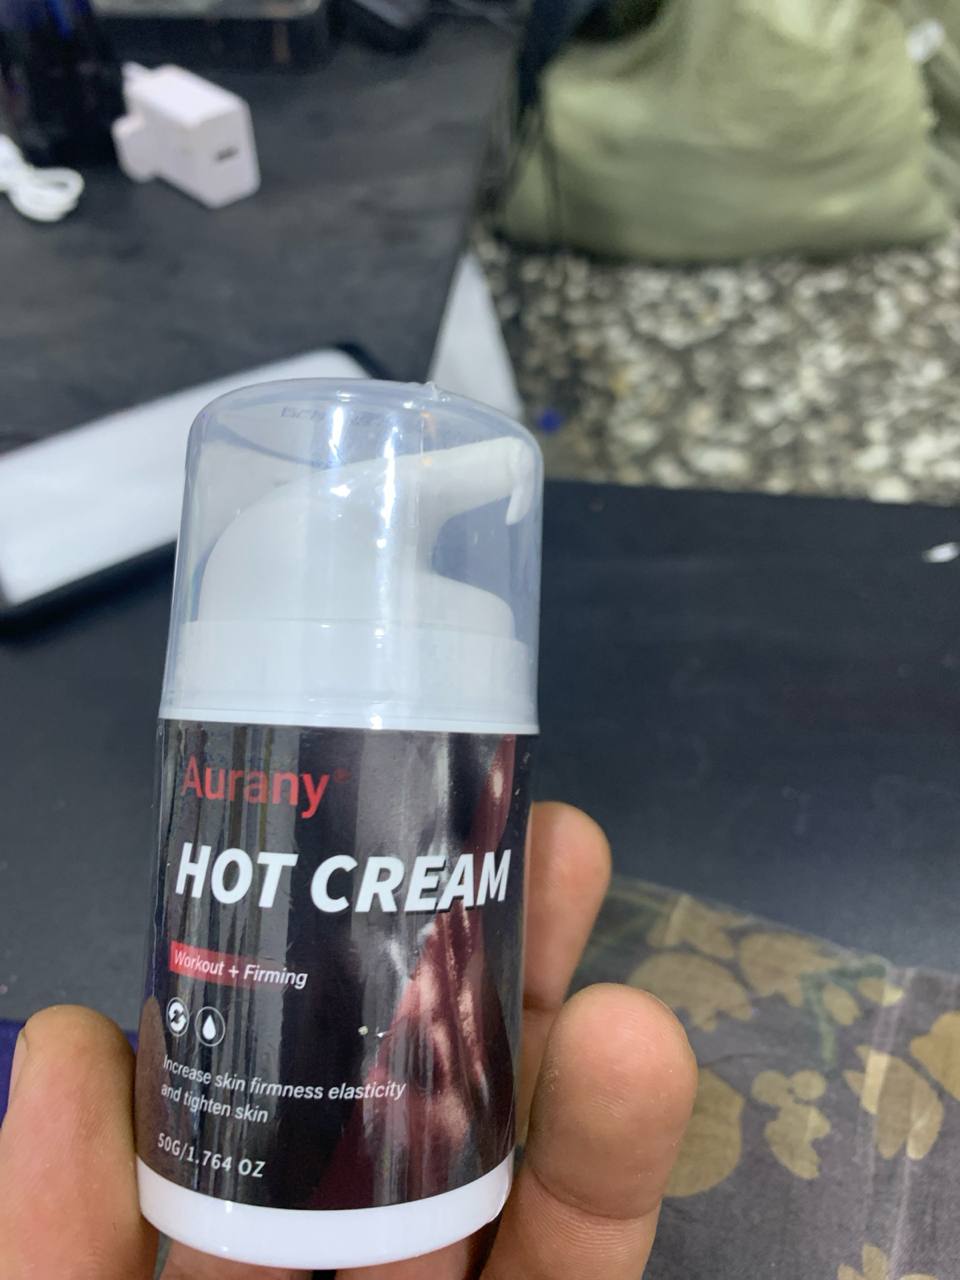 Aurany®
HOT CREAM
Workout + Firming
Increase skin firmness elasticity
and tighten skin
50G/1.764 OZ